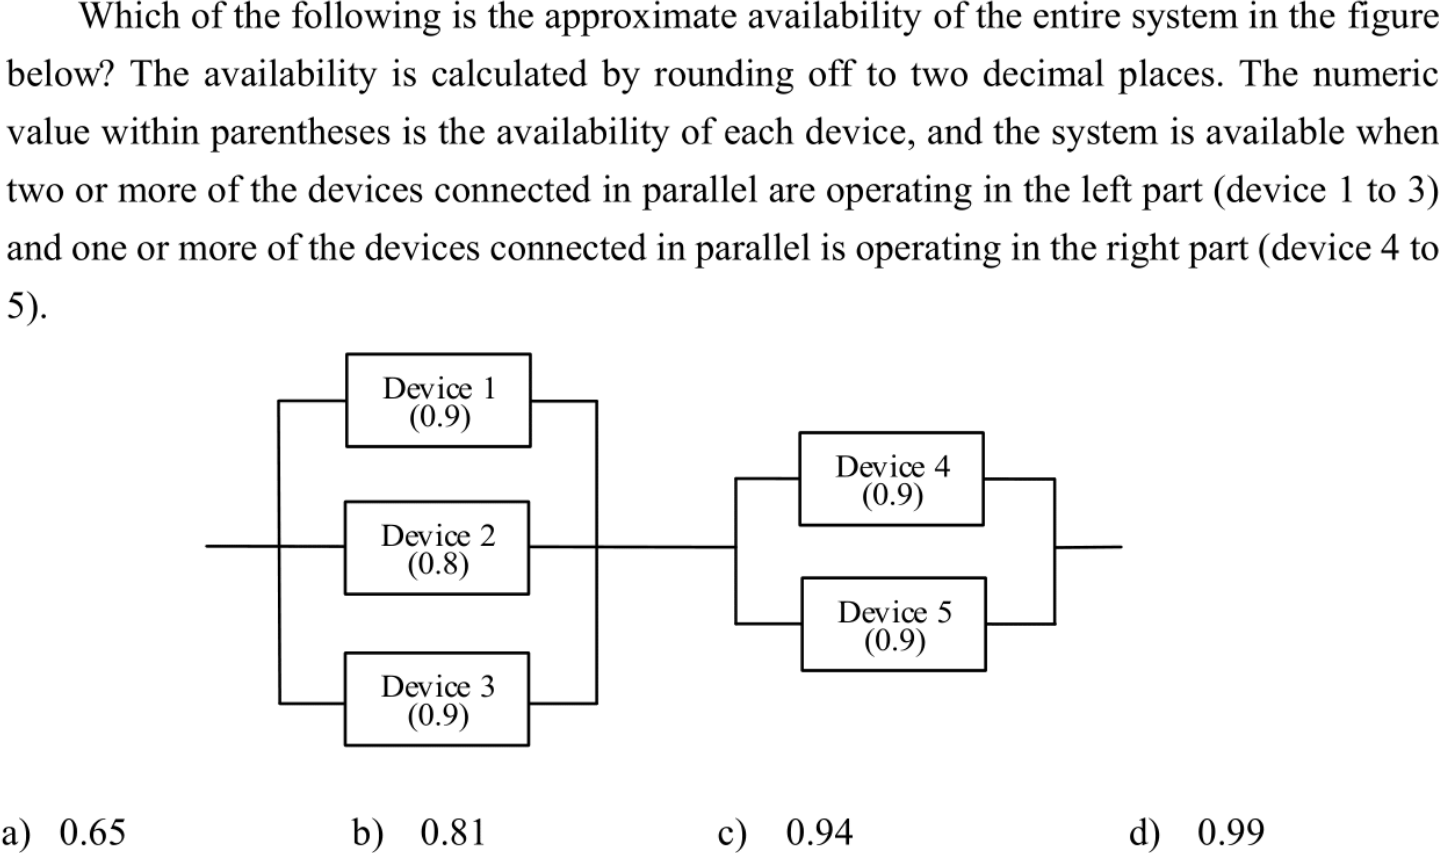 Which of the following is the approximate availability of the entire system in the figure
below? The availability is calculated by rounding off to two decimal places. The numeric
value within parentheses is the availability of each device, and the system is available when
two or more of the devices connected in parallel are operating in the left part (device 1 to 3)
and one or more of the devices connected in parallel is operating in the right part (device 4 to
5).
Device 1
(0.9)
Device 2
(0.8)
Device 3
(0.9)
Device 4
(0.9)
Device 5
(0.9)
a) 0.65 b) 0.81 c) 0.94 d) 0.99